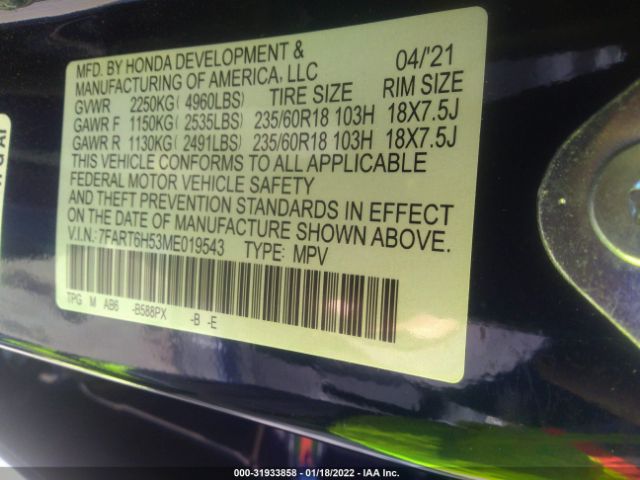 MFD. BY HONDA DEVELOPMENT & 04/'21
MANUFACTURING OF AMERICA, LLC
GVWR 2250KG( 4960LBS) TIRE SIZE RIM SIZE
GAWR F 1150KG( 2535LBS) 235/60R18 103H 18X7.5J
GAWR R 1130KG( 2491LBS) 235/60R18 103H 18X7.5J
THIS VEHICLE CONFORMS TO ALL APPLICABLE
FEDERAL MOTOR VEHICLE SAFETY
AND THEFT PREVENTION STANDARDS IN EFFECT
ON THE DATE OF MANUFACTURE SHOWN ABOVE.
V.I.N.:7FART6H53ME019543 TYPE: MPV
TPG M AB6 -B588PX -B -E
000-31933858 - 01/18/2022 - IAA Inc.